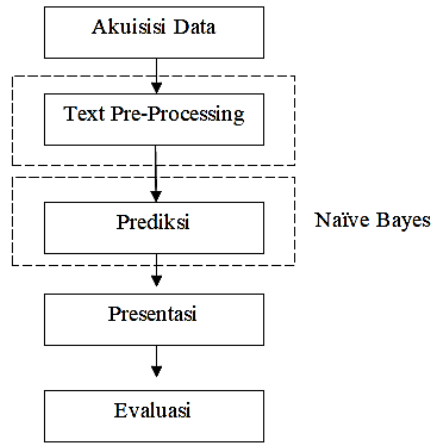 Akuisisi Data
Text Pre-Processing
Prediksi
Naïve Bayes
Presentasi
Evaluasi